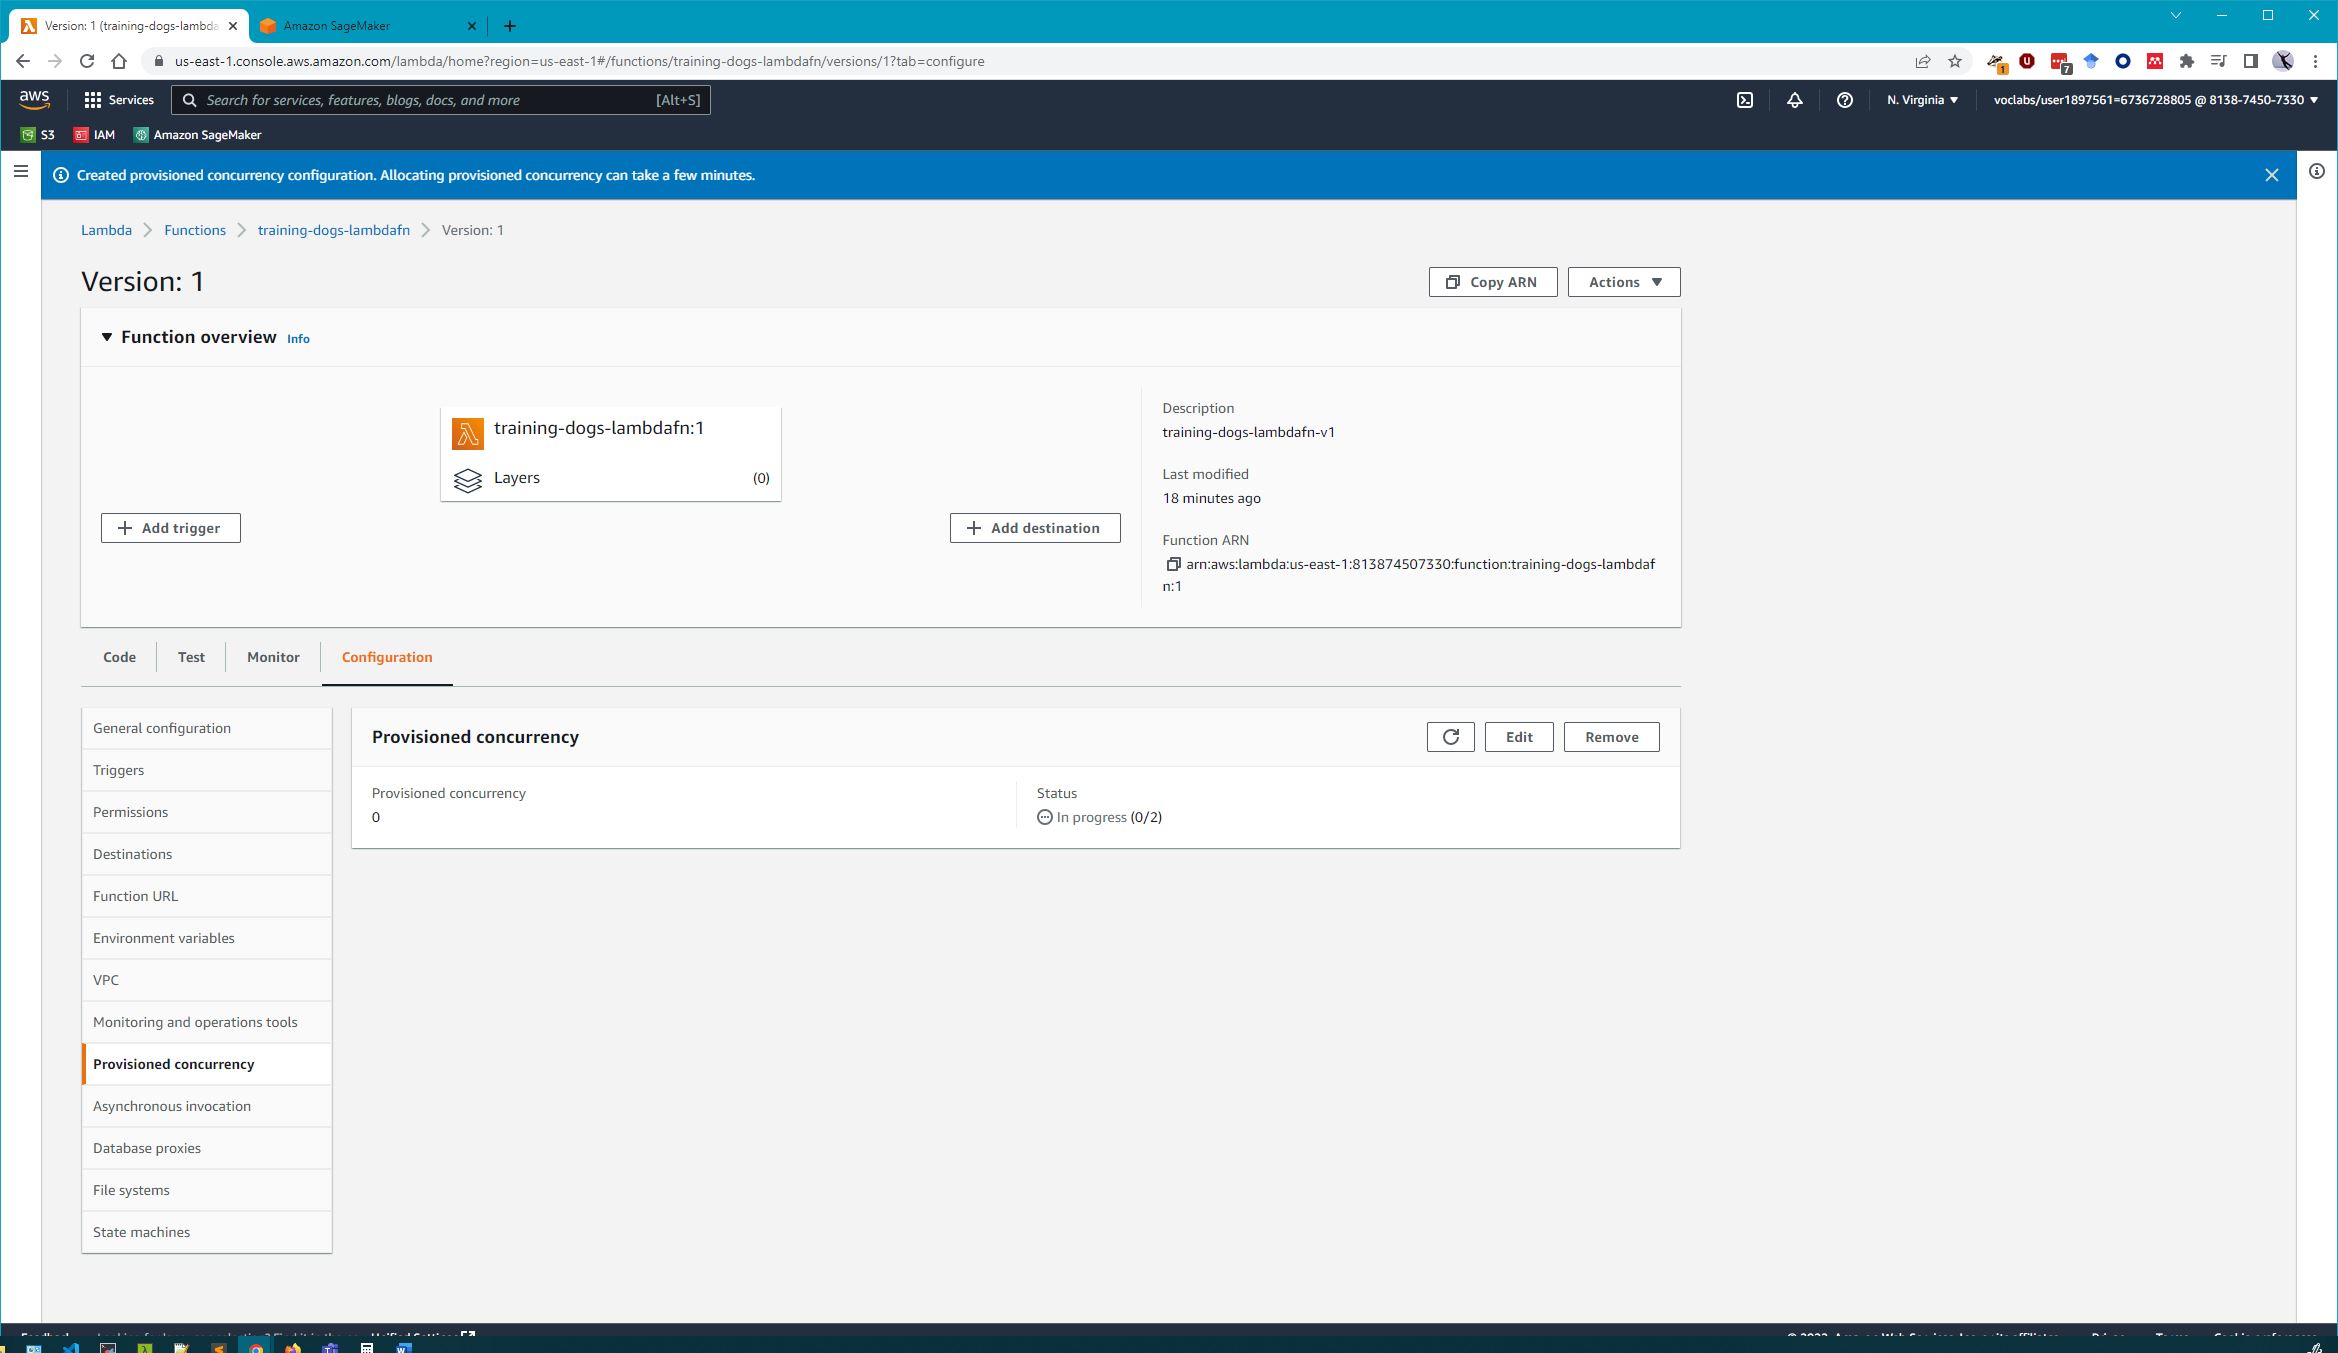 Version: 1 (training-dogs-lambda
Amazon SageMaker
us-east-1.console.aws.amazon.com/lambda/home?region=us-east-1#/functions/training-dogs-lambdafn/versions/1?tab=configure
1
7
aws
Services
Search for services, features, blogs, docs, and more
[Alt+S]
N. Virginia
voclabs/user1897561=6736728805 @ 8138-7450-7330
S3
IAM
Amazon SageMaker
Created provisioned concurrency configuration. Allocating provisioned concurrency can take a few minutes.
Lambda
Functions
training-dogs-lambdafn
Version: 1
Version: 1
Copy ARN
Actions
Function overview
Info
training-dogs-lambdafn:1
Layers
(0)
Add trigger
Add destination
Description
training-dogs-lambdafn-v1
Last modified
18 minutes ago
Function ARN
arn:aws:lambda:us-east-1:813874507330:function:training-dogs-lambdaf
n:1
Code
Test
Monitor
Configuration
General configuration
Triggers
Permissions
Destinations
Function URL
Environment variables
VPC
Monitoring and operations tools
Provisioned concurrency
Asynchronous invocation
Database proxies
File systems
State machines
Provisioned concurrency
Edit
Remove
Provisioned concurrency
0
Status
In progress (0/2)